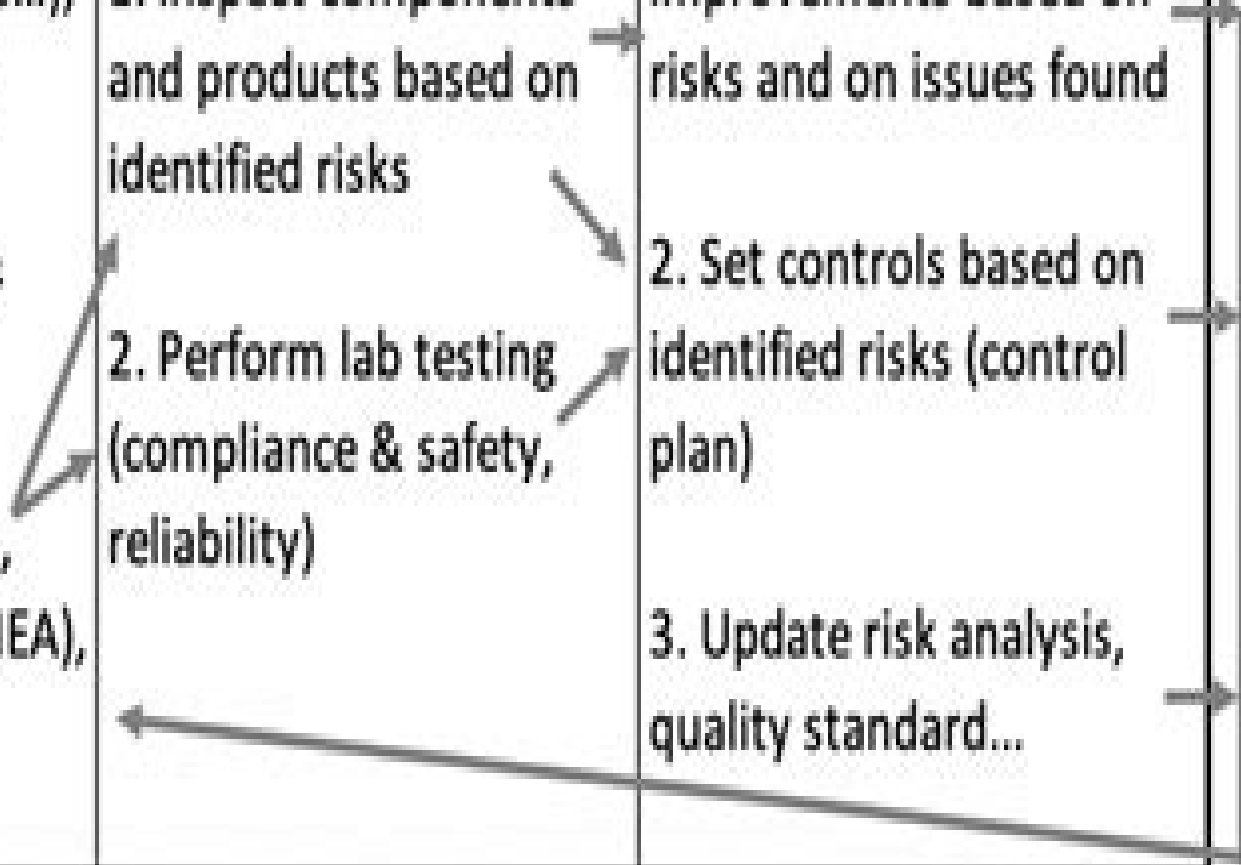 and products based on
identified risks
2. Perform lab testing
(compliance & safety,
reliability)
risks and on issues found
2. Set controls based on
identified risks (control
plan)
3. Update risk analysis,
quality standard...